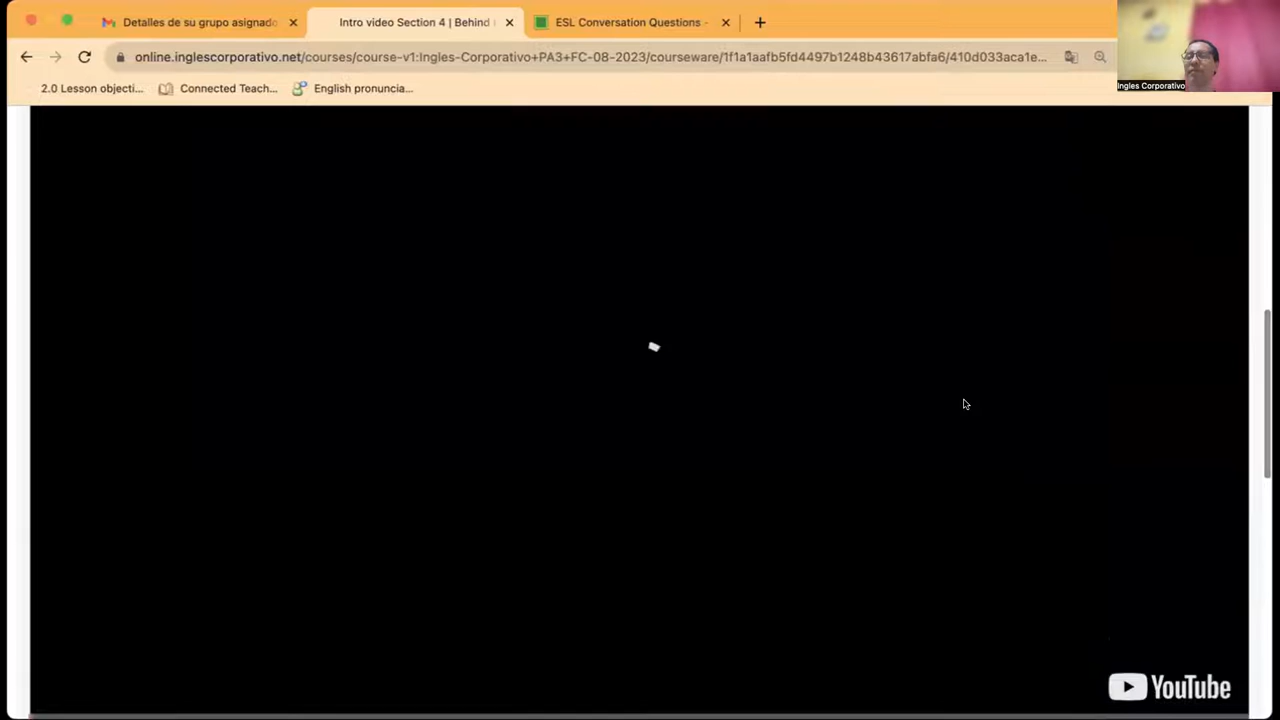 Detalles de su grupo asignado
Intro video Section 4 | Behind
ESL Conversation Questions -
online.inglescorporativo.net/courses/course-v1:Ingles-Corporativo+PA3+FC-08-2023/courseware/1f1a1aafb5fd4497b1248b43617abfa6/410d033aca1e...
2.0 Lesson objecti...
Connected Teach...
English pronuncia...
Ingles Corporativo
YouTube